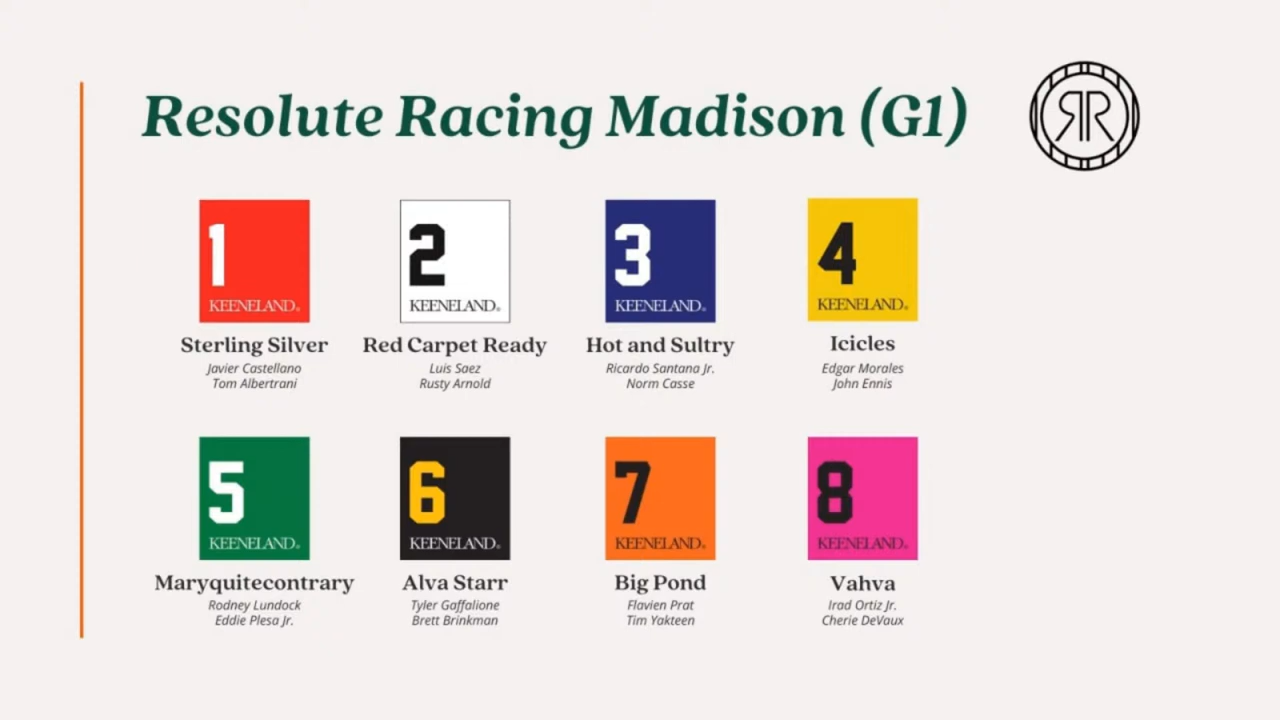 Resolute Racing Madison (G1)
RR
1
KEENELAND®
Sterling Silver
Javier Castellano
Tom Albertrani
2
KEENELAND®
Red Carpet Ready
Luis Saez
Rusty Arnold
3
KEENELAND®
Hot and Sultry
Ricardo Santana Jr.
Norm Casse
4
KEENELAND®
Icicles
Edgar Morales
John Ennis
5
KEENELAND®
Maryquitecontrary
Rodney Lundock
Eddie Plesa Jr.
6
KEENELAND®
Alva Starr
Tyler Gaffalione
Brett Brinkman
7
KEENELAND®
Big Pond
Flavien Prat
Tim Yakteen
8
KEENELAND®
Vahva
Irad Ortiz Jr.
Cherie DeVaux